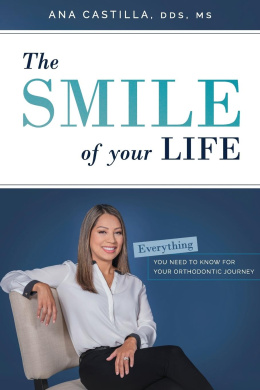 ANA CASTILLA, DDS, MS
The
SMILE
of your LIFE
Everything
YOU NEED TO KNOW FOR
YOUR ORTHODONTIC JOURNEY